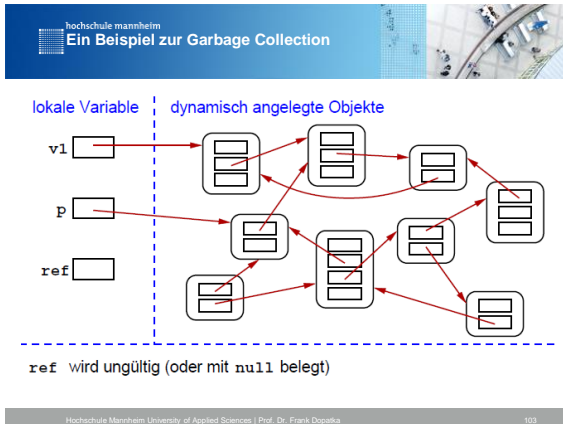 hochschule mannheim
Ein Beispiel zur Garbage Collection
lokale Variable
dynamisch angelegte Objekte
v1
p
ref
ref wird ungültig (oder mit null belegt)
Hochschule Mannheim University of Applied Sciences | Prof. Dr. Frank Dopatka
103